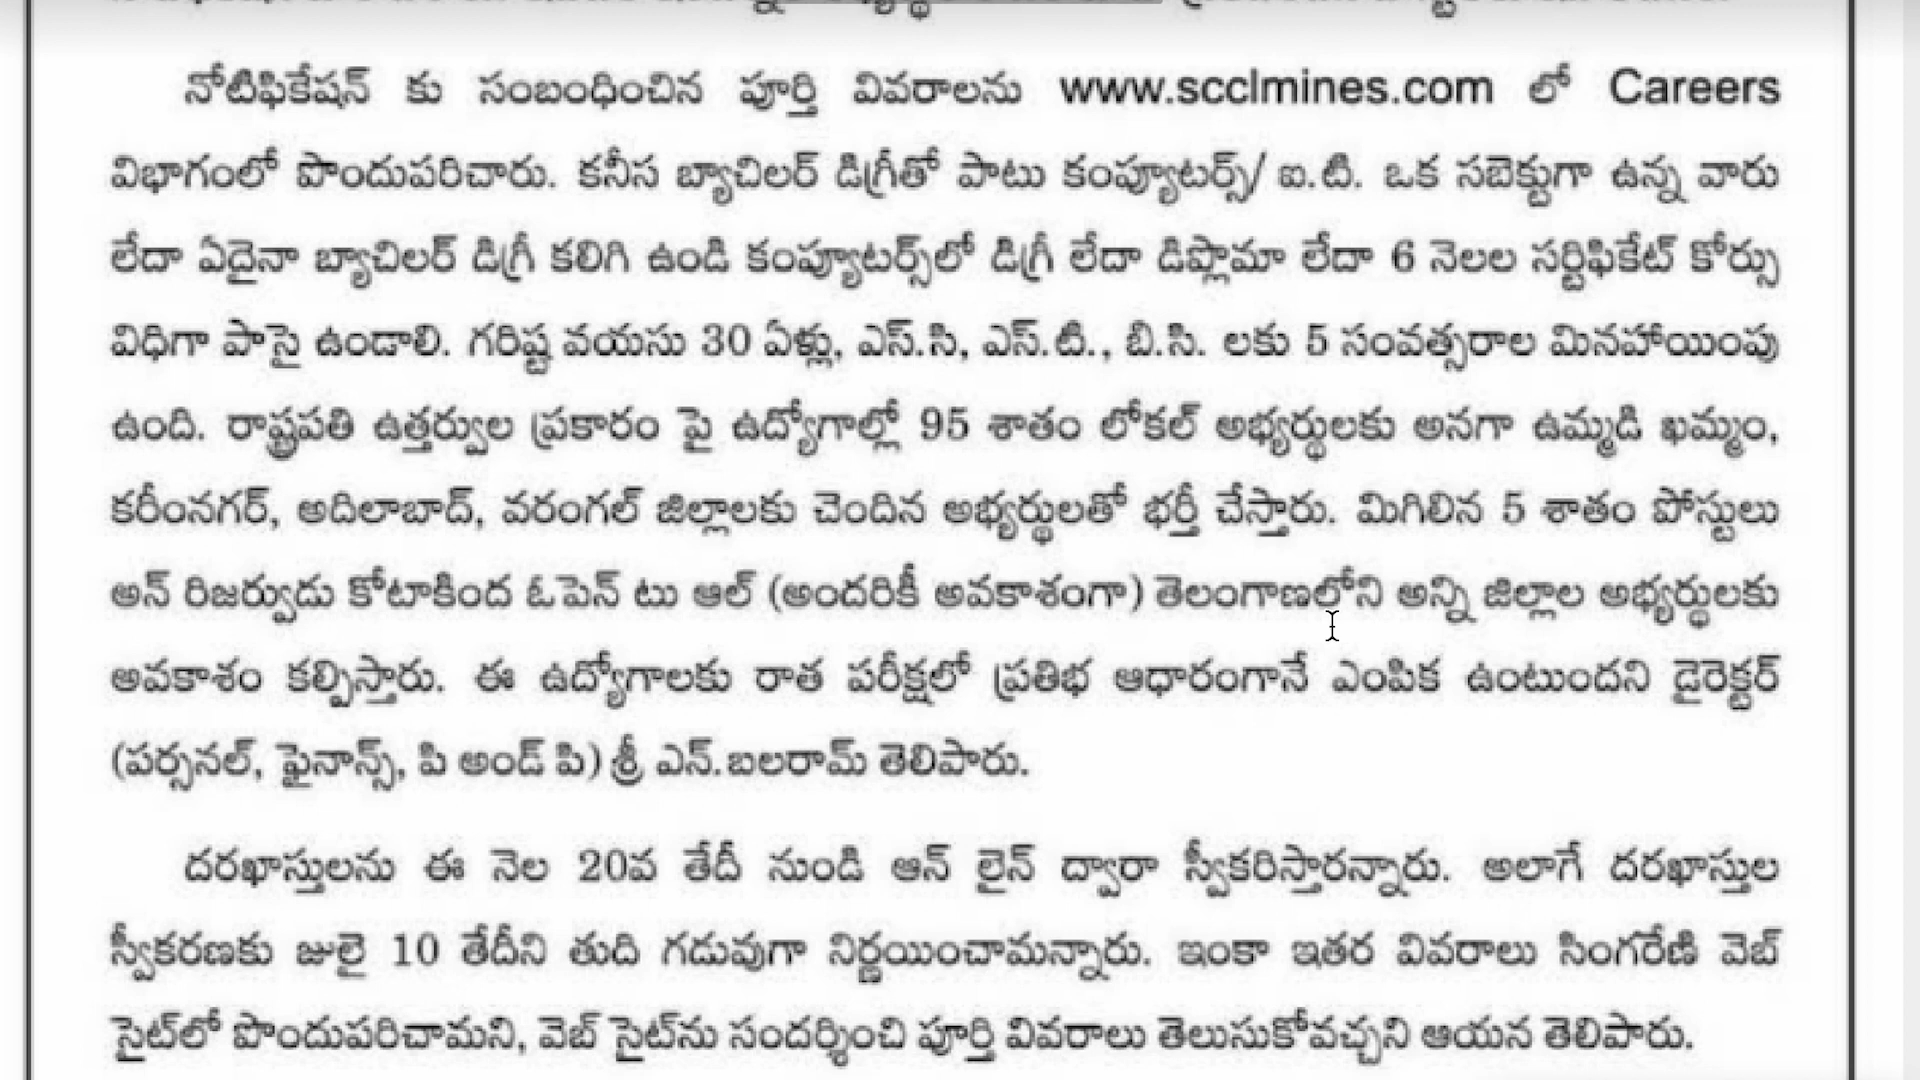 నోటిఫికేషన్ కు సంబంధించిన పూర్తి వివరాలను www.scclmines.com లో Careers
విభాగంలో పొందుపరిచారు. కనీస బ్యాచిలర్ డిగ్రీతో పాటు కంప్యూటర్స్/ ఐ.టి. ఒక సబెక్టుగా ఉన్న వారు
లేదా ఏదైనా బ్యాచిలర్ డిగ్రీ కలిగి ఉండి కంప్యూటర్స్‌లో డిగ్రీ లేదా డిప్లొమా లేదా 6 నెలల సర్టిఫికేట్ కోర్సు
విధిగా పాసై ఉండాలి. గరిష్ట వయసు 30 ఏళ్లు, ఎస్.సి, ఎస్.టి., బి.సి. లకు 5 సంవత్సరాల మినహాయింపు
ఉంది. రాష్ట్రపతి ఉత్తర్వుల ప్రకారం పై ఉద్యోగాల్లో 95 శాతం లోకల్ అభ్యర్థులకు అనగా ఉమ్మడి ఖమ్మం,
కరీంనగర్, అదిలాబాద్, వరంగల్ జిల్లాలకు చెందిన అభ్యర్థులతో భర్తీ చేస్తారు. మిగిలిన 5 శాతం పోస్టులు
అన్ రిజర్వుడు కోటాకింద ఓపెన్ టు ఆల్ (అందరికీ అవకాశంగా) తెలంగాణలోని అన్ని జిల్లాల అభ్యర్థులకు
అవకాశం కల్పిస్తారు. ఈ ఉద్యోగాలకు రాత పరీక్షలో ప్రతిభ ఆధారంగానే ఎంపిక ఉంటుందని డైరెక్టర్
(పర్సనల్, ఫైనాన్స్, పి అండ్ పి) శ్రీ ఎన్.బలరామ్ తెలిపారు.
దరఖాస్తులను ఈ నెల 20వ తేదీ నుండి ఆన్ లైన్ ద్వారా స్వీకరిస్తారన్నారు. అలాగే దరఖాస్తుల
స్వీకరణకు జులై 10 తేదీని తుది గడువుగా నిర్ణయించామన్నారు. ఇంకా ఇతర వివరాలు సింగరేణి వెబ్
సైట్‌లో పొందుపరిచామని, వెబ్ సైట్‌ను సందర్శించి పూర్తి వివరాలు తెలుసుకోవచ్చని ఆయన తెలిపారు.